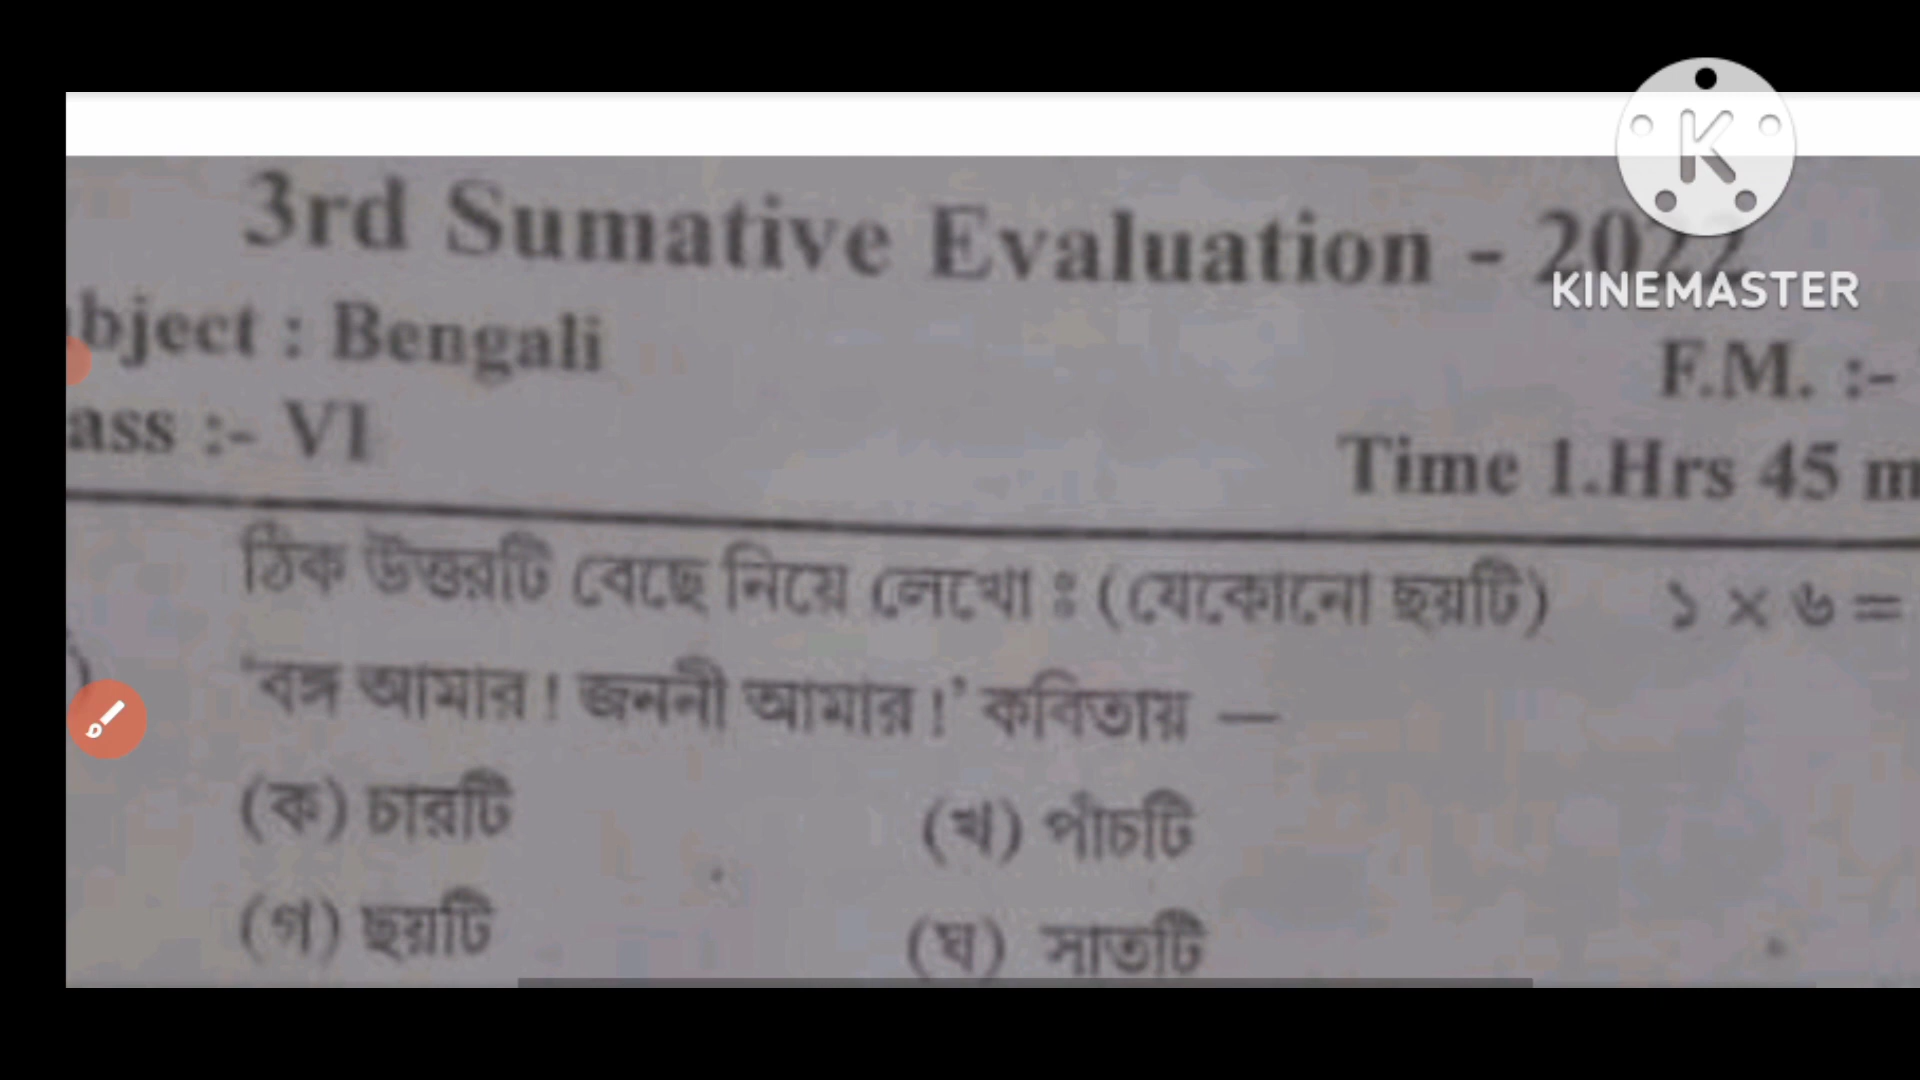 3rd Sumative Evaluation - 2022
KINEMASTER
bject : Bengali
F.M. :-
ass :- VI
Time 1.Hrs 45 m
ঠিক উত্তরটি বেছে নিয়ে লেখো ঃ (যেকোনো ছয়টি) ১ × ৬ =
'বঙ্গ আমার ! জননী আমার !' কবিতায় —
(ক) চারটি (খ) পাঁচটি
(গ) ছয়টি (ঘ) সাতটি